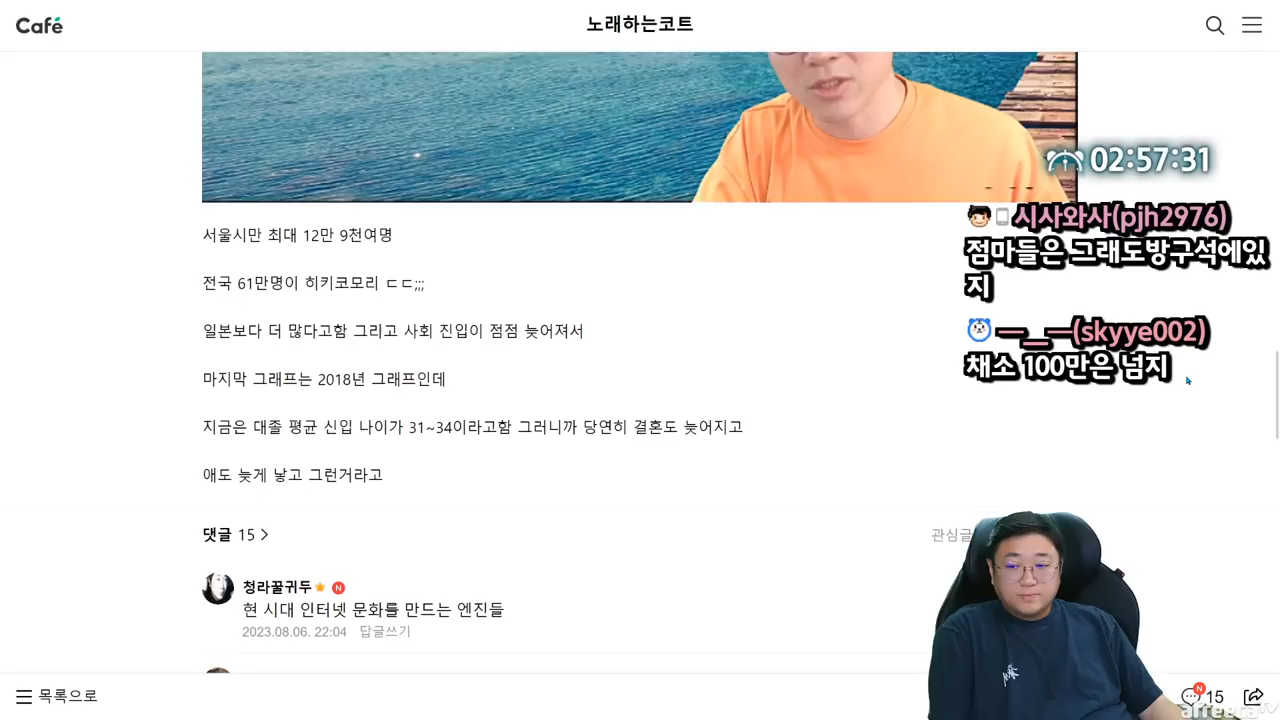 Café
노래하는코트
02:57:31
시사와사(pjh2976)
점마들은 그래도방구석에있
지
ㅡ__ㅡ(skyye002)
채소 100만은 넘지
서울시만 최대 12만 9천여명
전국 61만명이 히키코모리 ㄷㄷ;;;
일본보다 더 많다고함 그리고 사회 진입이 점점 늦어져서
마지막 그래프는 2018년 그래프인데
지금은 대졸 평균 신입 나이가 31~34이라고함 그러니까 당연히 결혼도 늦어지고
애도 늦게 낳고 그런거라고
댓글 15
관심글
청라꿀귀두 N
현 시대 인터넷 문화를 만드는 엔진들
2023.08.06. 22:04 답글쓰기
목록으로
N 15
afreecaTV